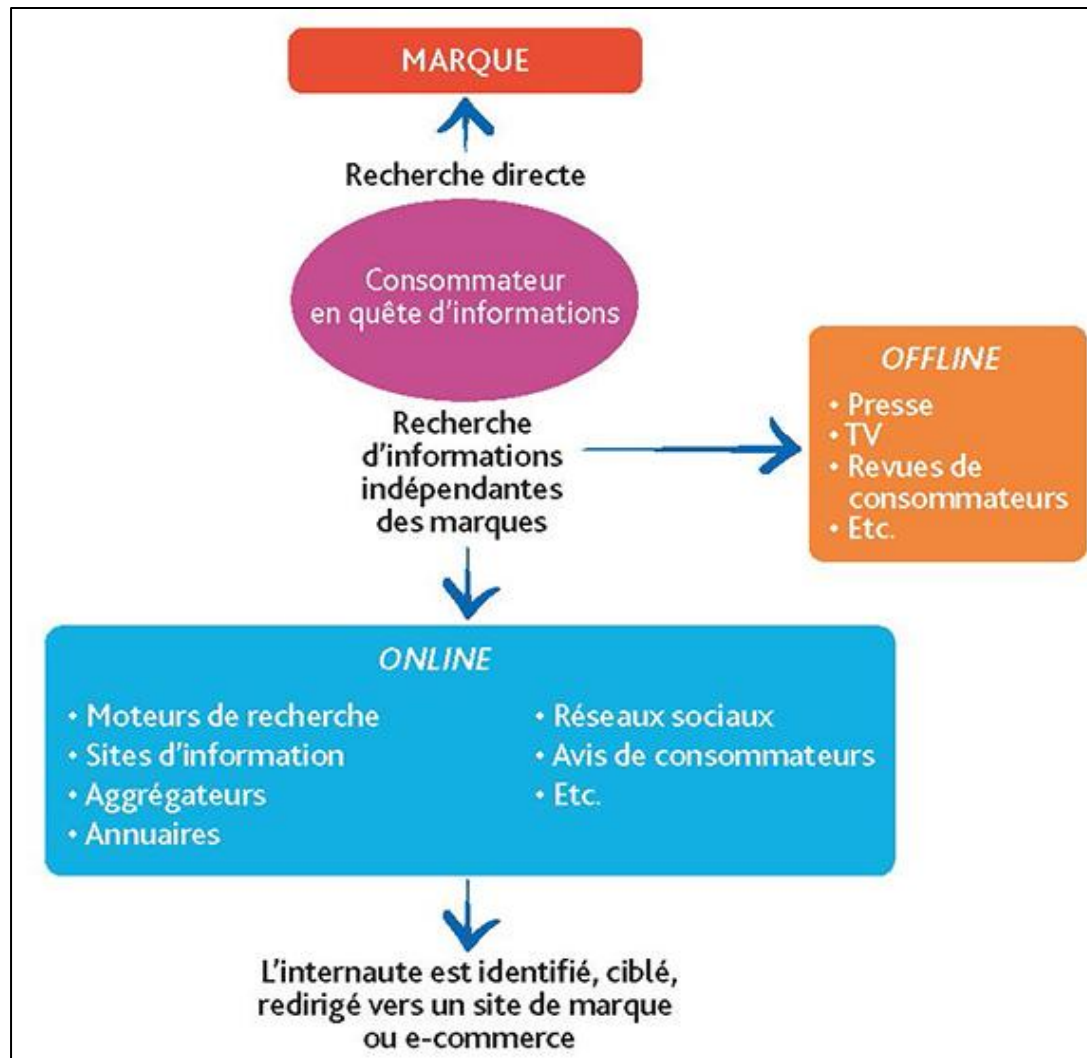 MARQUE
Recherche directe
Consommateur
en quête d'informations
Recherche
d'informations
indépendantes
des marques
OFFLINE
• Presse
• TV
• Revues de
consommateurs
• Etc.
ONLINE
• Moteurs de recherche
• Sites d'information
• Aggrégateurs
• Annuaires
• Réseaux sociaux
• Avis de consommateurs
• Etc.
L'internaute est identifié, ciblé,
redirigé vers un site de marque
ou e-commerce